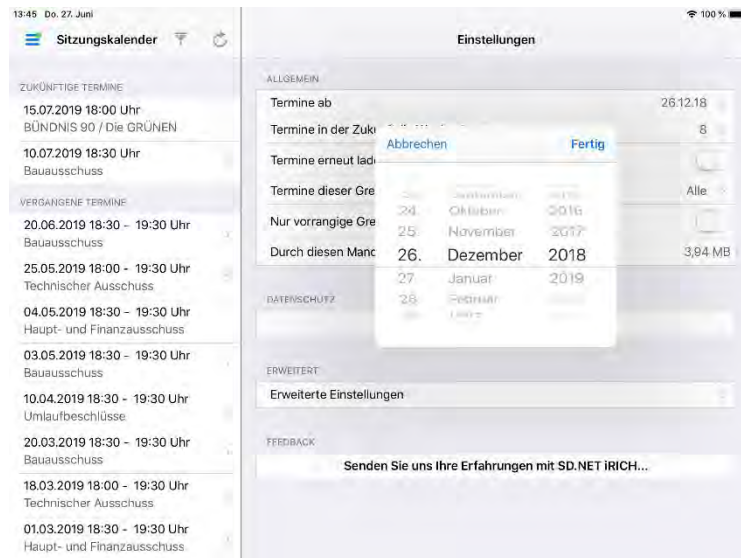 13:45 Do. 27. Juni
100 %
Sitzungskalender
ZUKÜNFTIGE TERMINE
15.07.2019 18:00 Uhr
BÜNDNIS 90 / Die GRÜNEN
10.07.2019 18:30 Uhr
Bauausschuss
VERGANGENE TERMINE
20.06.2019 18:30 - 19:30 Uhr
Bauausschuss
25.05.2019 18:00 - 19:30 Uhr
Technischer Ausschuss
04.05.2019 18:30 - 19:30 Uhr
Haupt- und Finanzausschuss
03.05.2019 18:30 - 19:30 Uhr
Bauausschuss
10.04.2019 18:30 - 19:30 Uhr
Umlaufbeschlüsse
20.03.2019 18:30 - 19:30 Uhr
Bauausschuss
18.03.2019 18:00 - 19:30 Uhr
Technischer Ausschuss
01.03.2019 18:30 - 19:30 Uhr
Haupt- und Finanzausschuss
Einstellungen
ALLGEMEIN
Termine ab 26.12.18
Termine in der Zuku 8
Termine erneut lad
Termine dieser Gre Alle
Nur vorrangige Gre
Durch diesen Mand 3,94 MB
Abbrechen Fertig
24. Oktober 2016
25. November 2017
26. Dezember 2018
27. Januar 2019
28. Februar
DATENSCHUTZ
ERWEITERT
Erweiterte Einstellungen
FEEDBACK
Senden Sie uns Ihre Erfahrungen mit SD.NET iRICH...